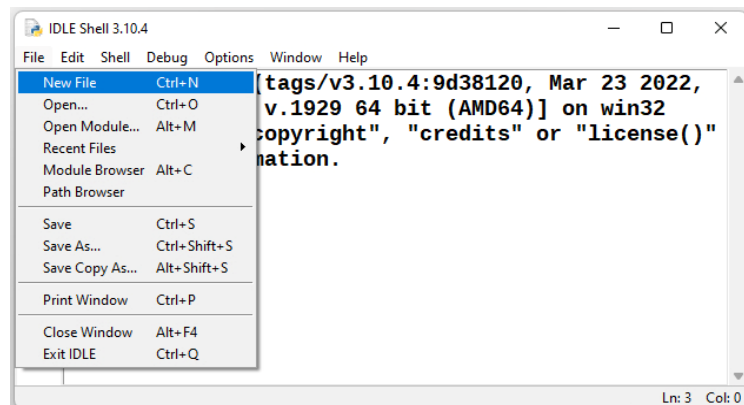 IDLE Shell 3.10.4
File Edit Shell Debug Options Window Help
New File Ctrl+N
Open... Ctrl+O
Open Module... Alt+M
Recent Files
Module Browser Alt+C
Path Browser
Save Ctrl+S
Save As... Ctrl+Shift+S
Save Copy As... Alt+Shift+S
Print Window Ctrl+P
Close Window Alt+F4
Exit IDLE Ctrl+Q
(tags/v3.10.4:9d38120, Mar 23 2022,
v.1929 64 bit (AMD64)] on win32
copyright", "credits" or "license()"
mation.
Ln: 3 Col: 0